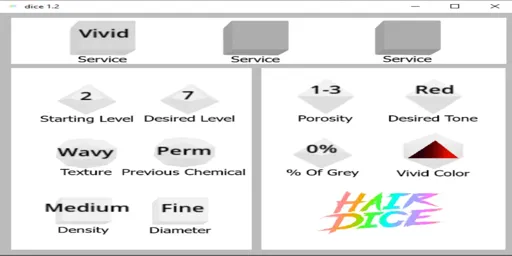 dice 1.2
Vivid
Service Service Service
2 7
Starting Level Desired Level
Wavy Perm
Texture Previous Chemical
Medium Fine
Density Diameter
1-3 Red
Porosity Desired Tone
0%
% Of Grey Vivid Color
HAIR
DICE